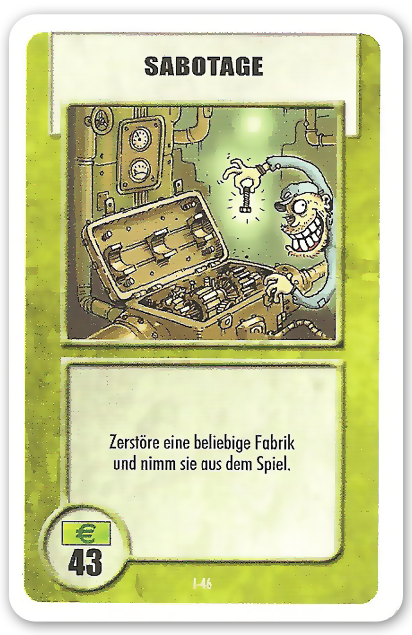 SABOTAGE
Zerstöre eine beliebige Fabrik
und nimm sie aus dem Spiel.
€
43
I-46